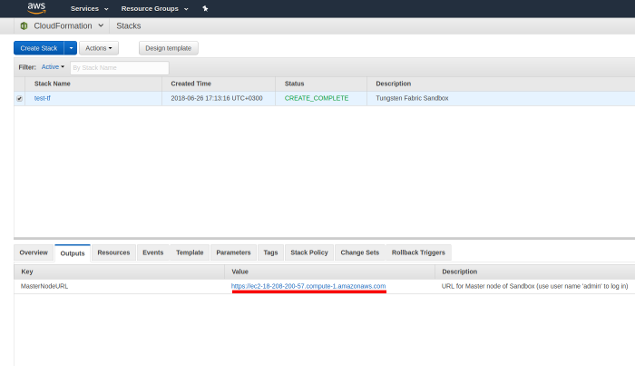 aws Services Resource Groups
CloudFormation Stacks
Create Stack Actions Design template
Filter: Active By Stack Name
Stack Name Created Time Status Description
test-tf 2018-06-26 17:13:16 UTC+0300 CREATE_COMPLETE Tungsten Fabric Sandbox
Overview Outputs Resources Events Template Parameters Tags Stack Policy Change Sets Rollback Triggers
Key Value Description
MasterNodeURL https://ec2-18-208-200-57.compute-1.amazonaws.com URL for Master node of Sandbox (use user name 'admin' to log in)